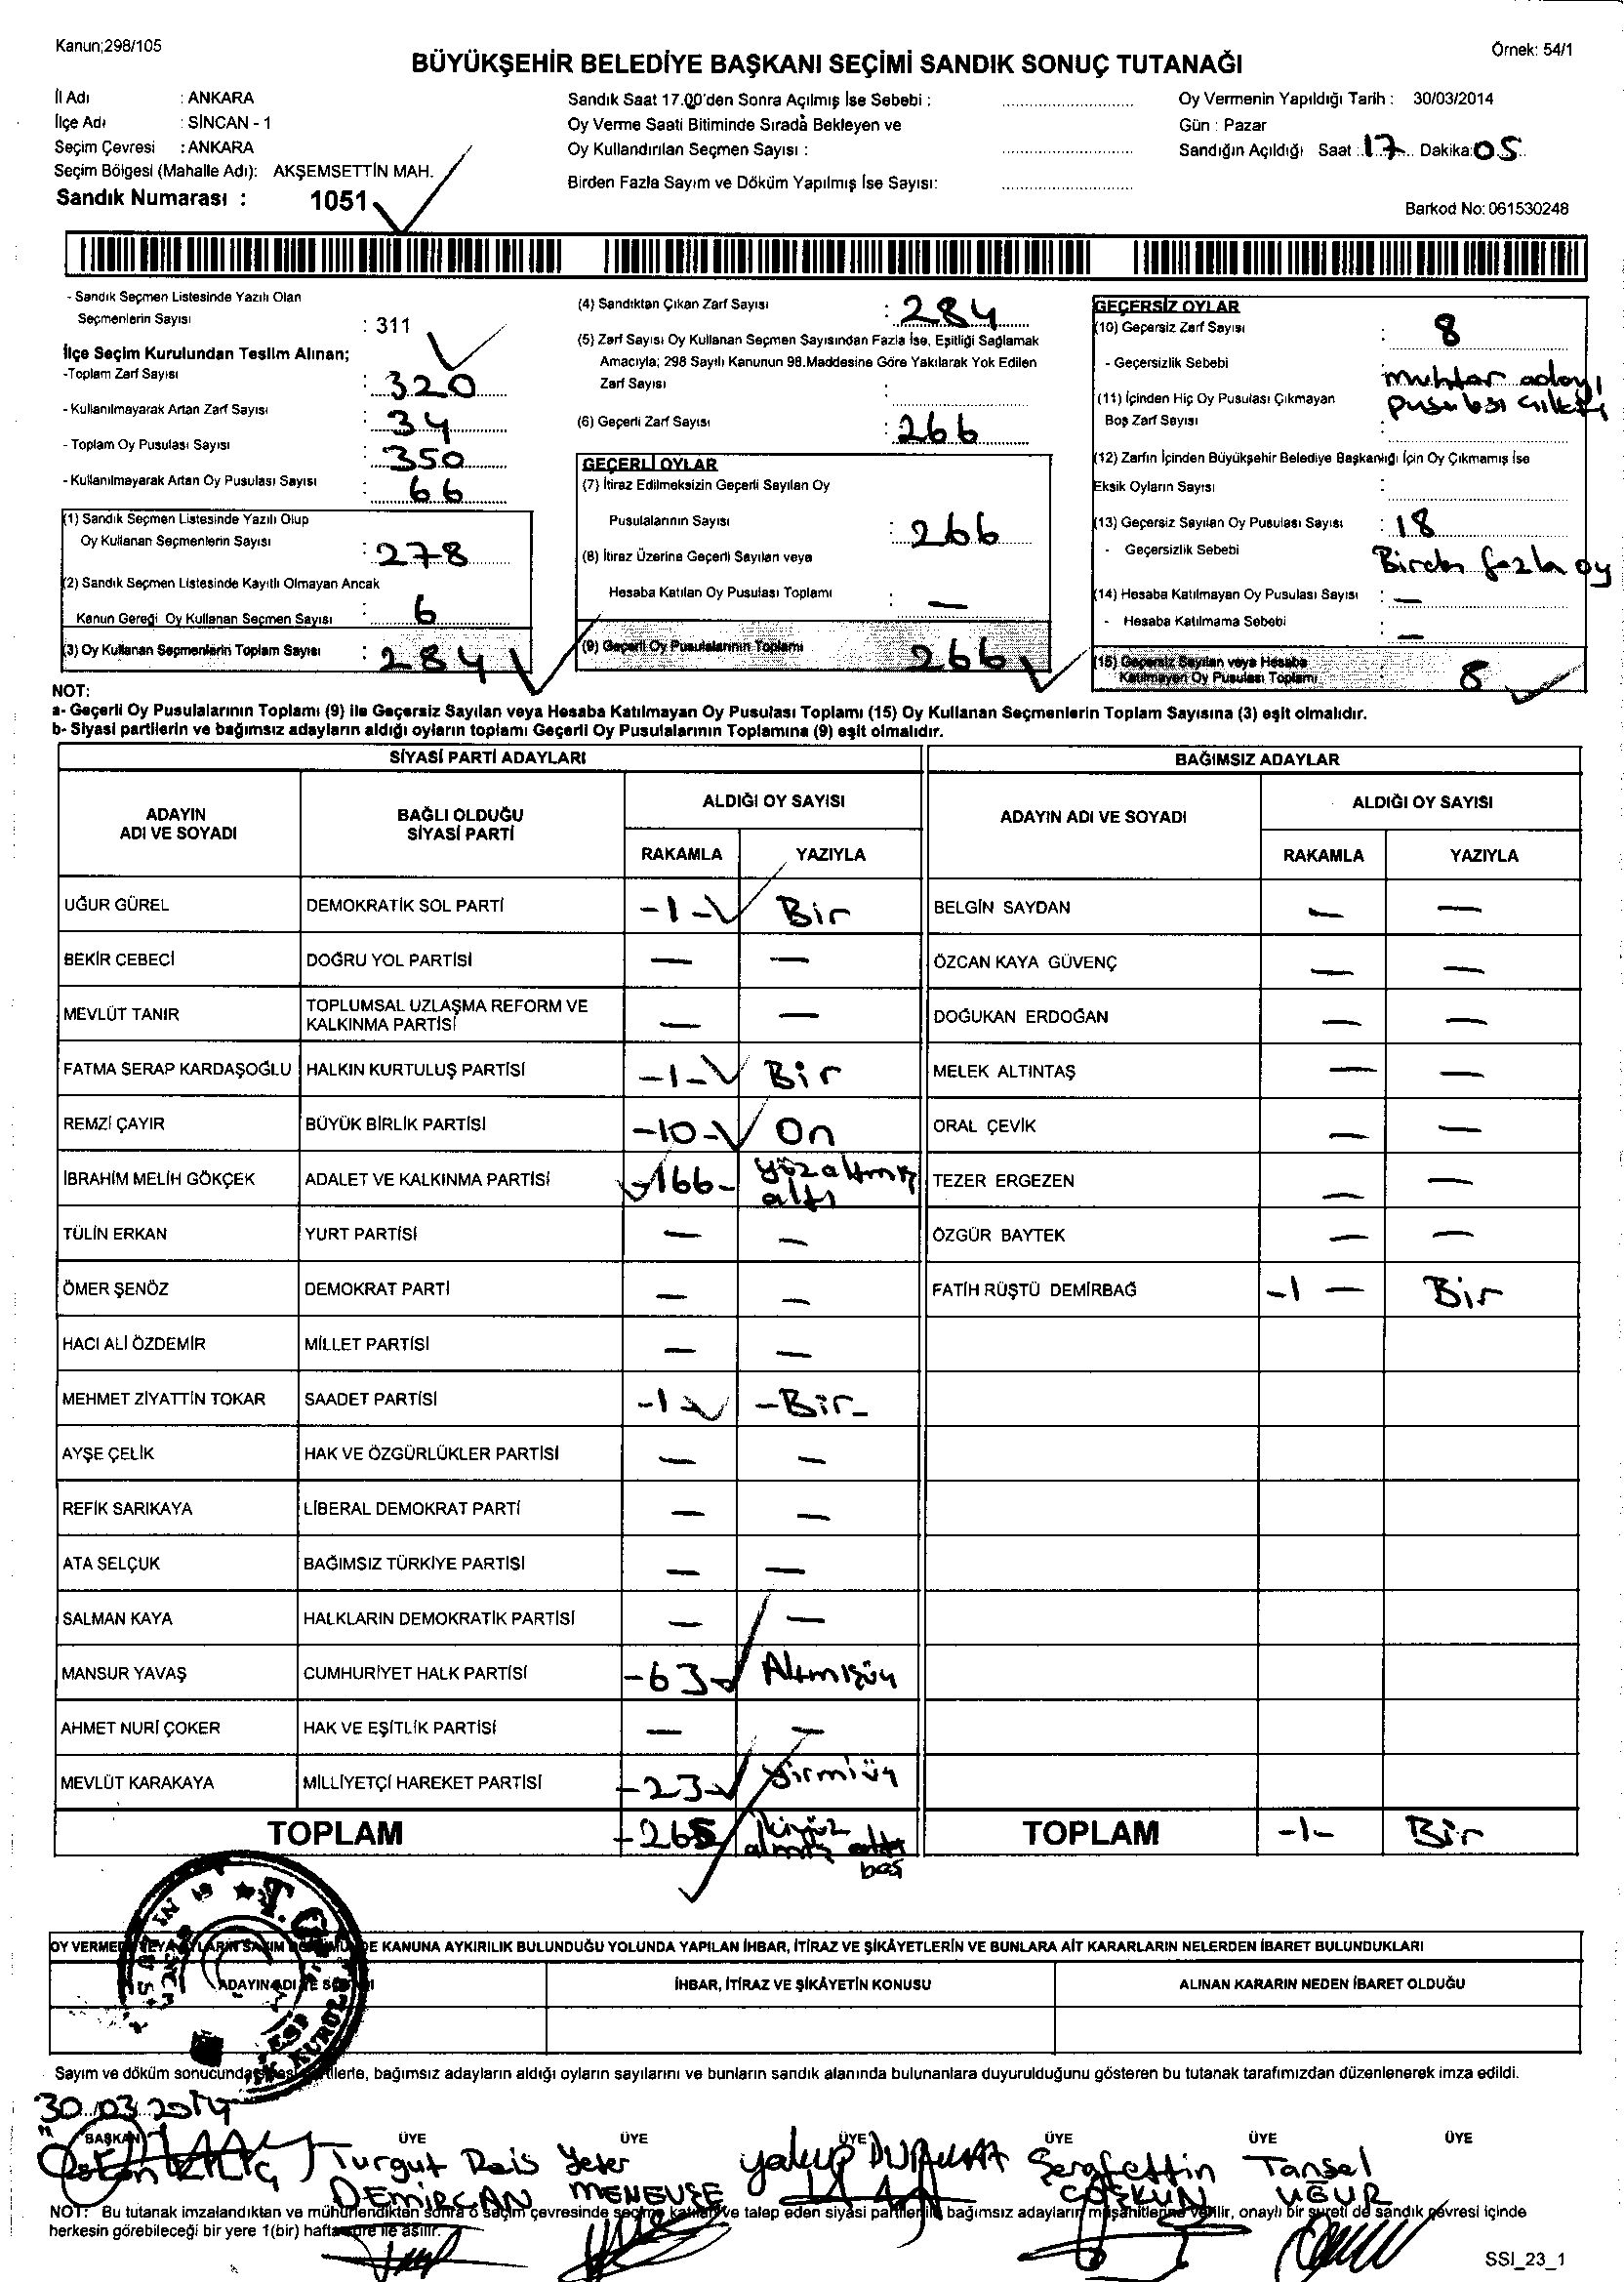 Kanun;298/105
Örnek: 54/1
BÜYÜKŞEHİR BELEDİYE BAŞKANI SEÇİMİ SANDIK SONUÇ TUTANAĞI
İl Adı : ANKARA
İlçe Adı : SİNCAN - 1
Seçim Çevresi : ANKARA
Seçim Bölgesi (Mahalle Adı): AKŞEMSETTİN MAH.
Sandık Numarası : 1051
Sandık Saat 17.00'den Sonra Açılmış İse Sebebi :
Oy Verme Saati Bitiminde Sırada Bekleyen ve
Oy Kullandırılan Seçmen Sayısı :
Birden Fazla Sayım ve Döküm Yapılmış İse Sayısı:
Oy Vermenin Yapıldığı Tarih : 30/03/2014
Gün : Pazar
Sandığın Açıldığı Saat : 17 Dakika: 05
Barkod No: 061530248
- Sandık Seçmen Listesinde Yazılı Olan
Seçmenlerin Sayısı : 311
İlçe Seçim Kurulundan Teslim Alınan;
-Toplam Zarf Sayısı : 320
- Kullanılmayarak Artan Zarf Sayısı : 34
- Toplam Oy Pusulası Sayısı : 350
- Kullanılmayarak Artan Oy Pusulası Sayısı : 66
(1) Sandık Seçmen Listesinde Yazılı Olup
Oy Kullanan Seçmenlerin Sayısı : 278
(2) Sandık Seçmen Listesinde Kayıtlı Olmayan Ancak
Kanun Gereği Oy Kullanan Seçmen Sayısı : 6
(3) Oy Kullanan Seçmenlerin Toplam Sayısı : 284
(4) Sandıktan Çıkan Zarf Sayısı : 284
(5) Zarf Sayısı Oy Kullanan Seçmen Sayısından Fazla İse, Eşitliği Sağlamak
Amacıyla; 298 Sayılı Kanunun 98.Maddesine Göre Yakılarak Yok Edilen
Zarf Sayısı :
(6) Geçerli Zarf Sayısı : 266
GEÇERLİ OYLAR
(7) İtiraz Edilmeksizin Geçerli Sayılan Oy
Pusulalarının Sayısı : 266
(8) İtiraz Üzerine Geçerli Sayılan veya
Hesaba Katılan Oy Pusulası Toplamı : —
(9) Geçerli Oy Pusulalarının Toplamı 266
GEÇERSİZ OYLAR
(10) Geçersiz Zarf Sayısı : 8
- Geçersizlik Sebebi muhtar adayı
pusulası çıktı
(11) İçinden Hiç Oy Pusulası Çıkmayan
Boş Zarf Sayısı :
(12) Zarfın İçinden Büyükşehir Belediye Başkanlığı İçin Oy Çıkmamış İse
Eksik Oyların Sayısı :
(13) Geçersiz Sayılan Oy Pusulası Sayısı : 18
- Geçersizlik Sebebi Birden fazla oy
(14) Hesaba Katılmayan Oy Pusulası Sayısı : —
- Hesaba Katılmama Sebebi : —
(15) Geçersiz Sayılan veya Hesaba
Katılmayan Oy Pusulası Toplamı : 8
NOT:
a- Geçerli Oy Pusulalarının Toplamı (9) ile Geçersiz Sayılan veya Hesaba Katılmayan Oy Pusulası Toplamı (15) Oy Kullanan Seçmenlerin Toplam Sayısına (3) eşit olmalıdır.
b- Siyasi partilerin ve bağımsız adayların aldığı oyların toplamı Geçerli Oy Pusulalarının Toplamına (9) eşit olmalıdır.
SİYASİ PARTİ ADAYLARI
ADAYIN ADI VE SOYADI BAĞLI OLDUĞU SİYASİ PARTİ ALDIĞI OY SAYISI
RAKAMLA YAZIYLA
UĞUR GÜREL DEMOKRATİK SOL PARTİ -1- Bir
BEKİR CEBECİ DOĞRU YOL PARTİSİ — —
MEVLÜT TANIR TOPLUMSAL UZLAŞMA REFORM VE KALKINMA PARTİSİ — —
FATMA SERAP KARDAŞOĞLU HALKIN KURTULUŞ PARTİSİ -1- Bir
REMZİ ÇAYIR BÜYÜK BİRLİK PARTİSİ -10- On
İBRAHİM MELİH GÖKÇEK ADALET VE KALKINMA PARTİSİ -166- yüzaltmış altı
TÜLİN ERKAN YURT PARTİSİ — —
ÖMER ŞENÖZ DEMOKRAT PARTİ — —
HACI ALİ ÖZDEMİR MİLLET PARTİSİ — —
MEHMET ZİYATTİN TOKAR SAADET PARTİSİ -1- -Bir-
AYŞE ÇELİK HAK VE ÖZGÜRLÜKLER PARTİSİ — —
REFİK SARIKAYA LİBERAL DEMOKRAT PARTİ — —
ATA SELÇUK BAĞIMSIZ TÜRKİYE PARTİSİ — —
SALMAN KAYA HALKLARIN DEMOKRATİK PARTİSİ — —
MANSUR YAVAŞ CUMHURİYET HALK PARTİSİ -63- Altmışüç
AHMET NURİ ÇOKER HAK VE EŞİTLİK PARTİSİ — —
MEVLÜT KARAKAYA MİLLİYETÇİ HAREKET PARTİSİ -23- yirmiüç
TOPLAM -265 ikiyüz altmış beş
BAĞIMSIZ ADAYLAR
ADAYIN ADI VE SOYADI ALDIĞI OY SAYISI
RAKAMLA YAZIYLA
BELGİN SAYDAN — —
ÖZCAN KAYA GÜVENÇ — —
DOĞUKAN ERDOĞAN — —
MELEK ALTINTAŞ — —
ORAL ÇEVİK — —
TEZER ERGEZEN — —
ÖZGÜR BAYTEK — —
FATİH RÜŞTÜ DEMİRBAĞ -1 — Bir
TOPLAM -1- Bir
OY VERMEDE VEYA OYLARIN SAYIM DÖKÜMÜNDE KANUNA AYKIRILIK BULUNDUĞU YOLUNDA YAPILAN İHBAR, İTİRAZ VE ŞİKÂYETLERİN VE BUNLARA AİT KARARLARIN NELERDEN İBARET BULUNDUKLARI
ADAYIN ADI VE SOYADI İHBAR, İTİRAZ VE ŞİKÂYETİN KONUSU ALINAN KARARIN NEDEN İBARET OLDUĞU
Sayım ve döküm sonucunda siyasi partilerle, bağımsız adayların aldığı oyların sayılarını ve bunların sandık alanında bulunanlara duyurulduğunu gösteren bu tutanak tarafımızdan düzenlenerek imza edildi.
30.03.2014
BAŞKAN ÜYE ÜYE ÜYE ÜYE ÜYE ÜYE
KILIÇ Turgut Reis Yeter Yakup Şerafettin Tansel
DEMİRCAN MENEVŞE COŞKUN UĞUR
NOT: Bu tutanak imzalandıktan ve mühürlendikten sonra o seçim çevresinde seçime katılan ve talep eden siyasi partilerle bağımsız adayların müşahitlerine verilir, onaylı bir sureti de sandık çevresi içinde
herkesin görebileceği bir yere 1(bir) hafta süre ile asılır.
SSI_23_1